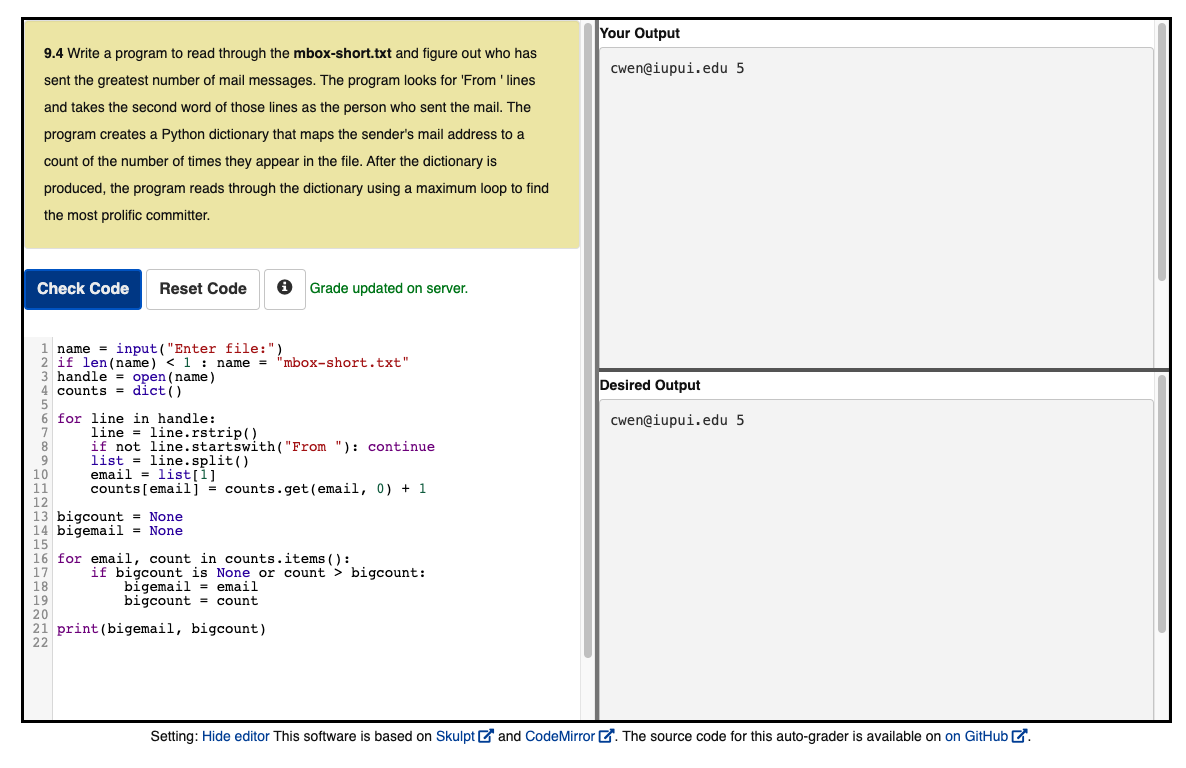 9.4 Write a program to read through the mbox-short.txt and figure out who has
sent the greatest number of mail messages. The program looks for 'From ' lines
and takes the second word of those lines as the person who sent the mail. The
program creates a Python dictionary that maps the sender's mail address to a
count of the number of times they appear in the file. After the dictionary is
produced, the program reads through the dictionary using a maximum loop to find
the most prolific committer.
Check Code Reset Code Grade updated on server.
1 name = input("Enter file:")
2 if len(name) < 1 : name = "mbox-short.txt"
3 handle = open(name)
4 counts = dict()
5
6 for line in handle:
7     line = line.rstrip()
8     if not line.startswith("From "): continue
9     list = line.split()
10     email = list[1]
11     counts[email] = counts.get(email, 0) + 1
12
13 bigcount = None
14 bigemail = None
15
16 for email, count in counts.items():
17     if bigcount is None or count > bigcount:
18         bigemail = email
19         bigcount = count
20
21 print(bigemail, bigcount)
22
Your Output
cwen@iupui.edu 5
Desired Output
cwen@iupui.edu 5
Setting: Hide editor This software is based on Skulpt and CodeMirror. The source code for this auto-grader is available on on GitHub.